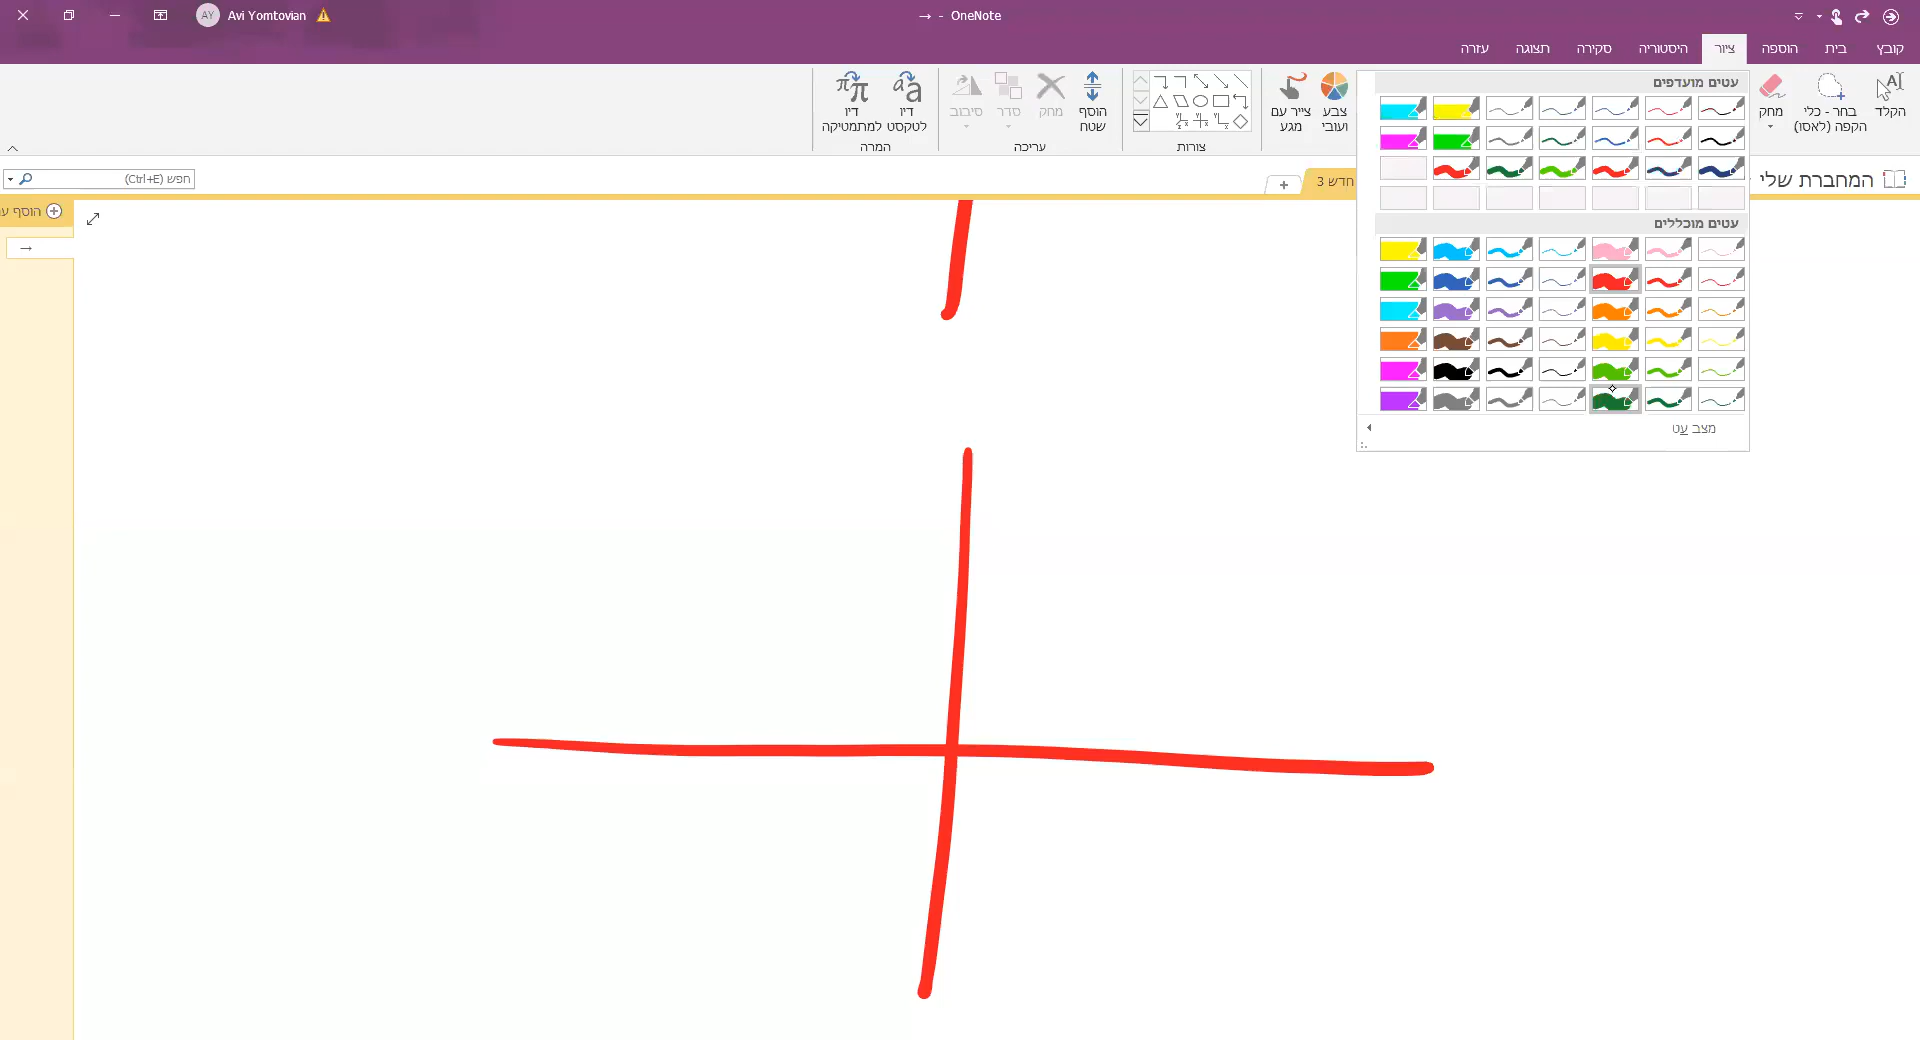 Avi Yomtovian
AY
→ - OneNote
קובץ
בית
הוספה
ציור
היסטוריה
סקירה
תצוגה
עזרה
הקלד
בחר - כלי
הקפה (לאסו)
מחק
עטים מועדפים
עטים מוכללים
מצב עט
צבע
ועובי
צייר עם
מגע
צורות
הוסף
שטח
מחק
סדר
סיבוב
עריכה
דיו
לטקסט
דיו
למתמטיקה
המרה
המחברת שלי
חדש 3
חפש (Ctrl+E)
הוסף
→